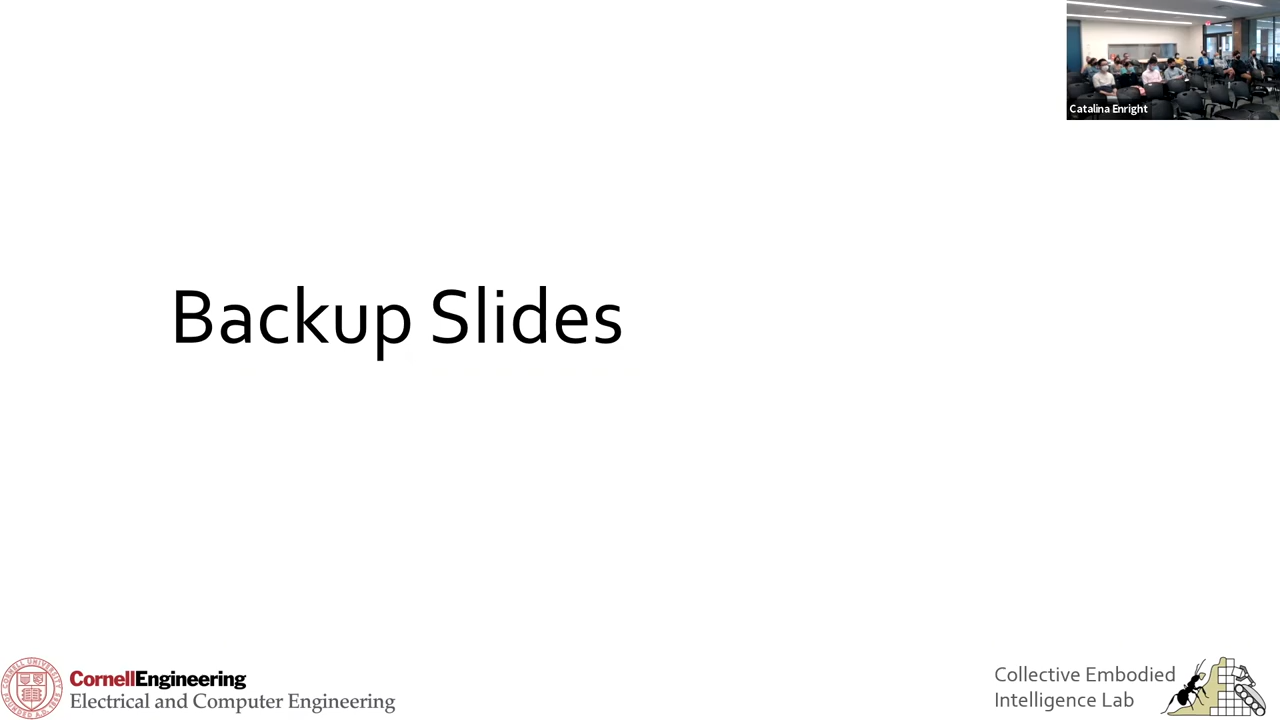 Catalina Enright
Backup Slides
CornellEngineering
Electrical and Computer Engineering
Collective Embodied
Intelligence Lab